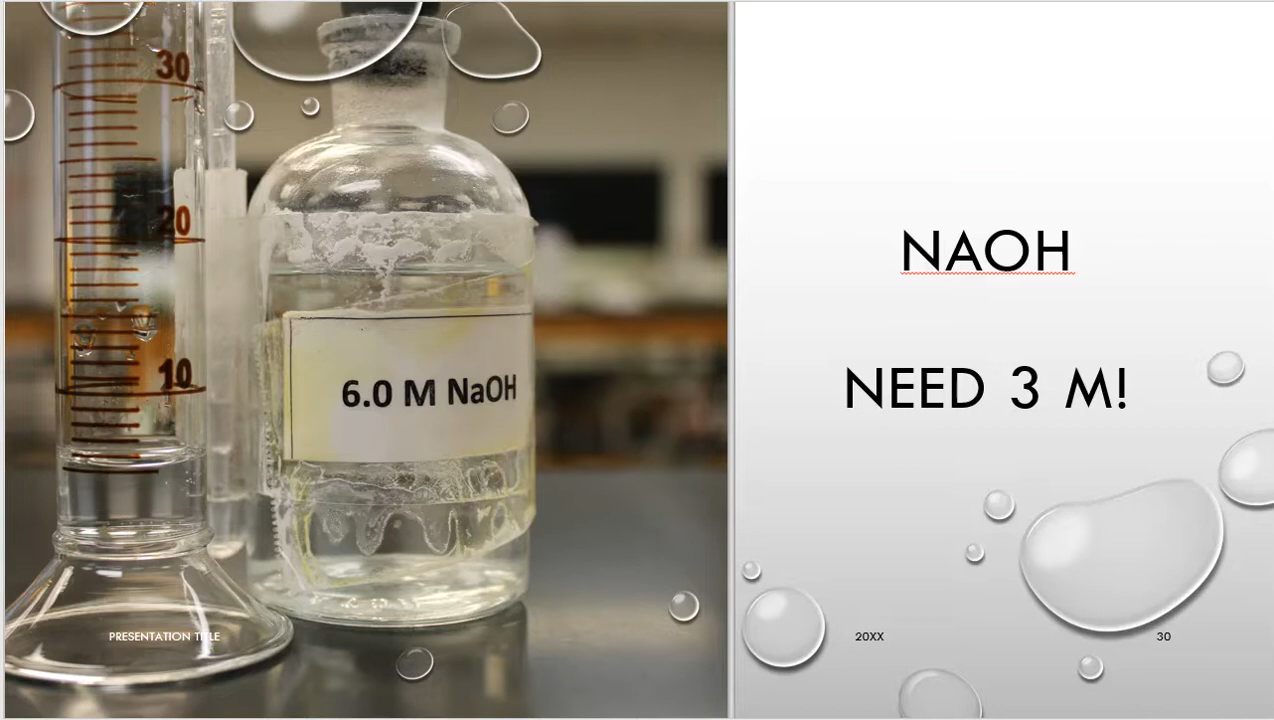 30
20
10
6.0 M NaOH
PRESENTATION TITLE
NAOH
NEED 3 M!
20XX
30